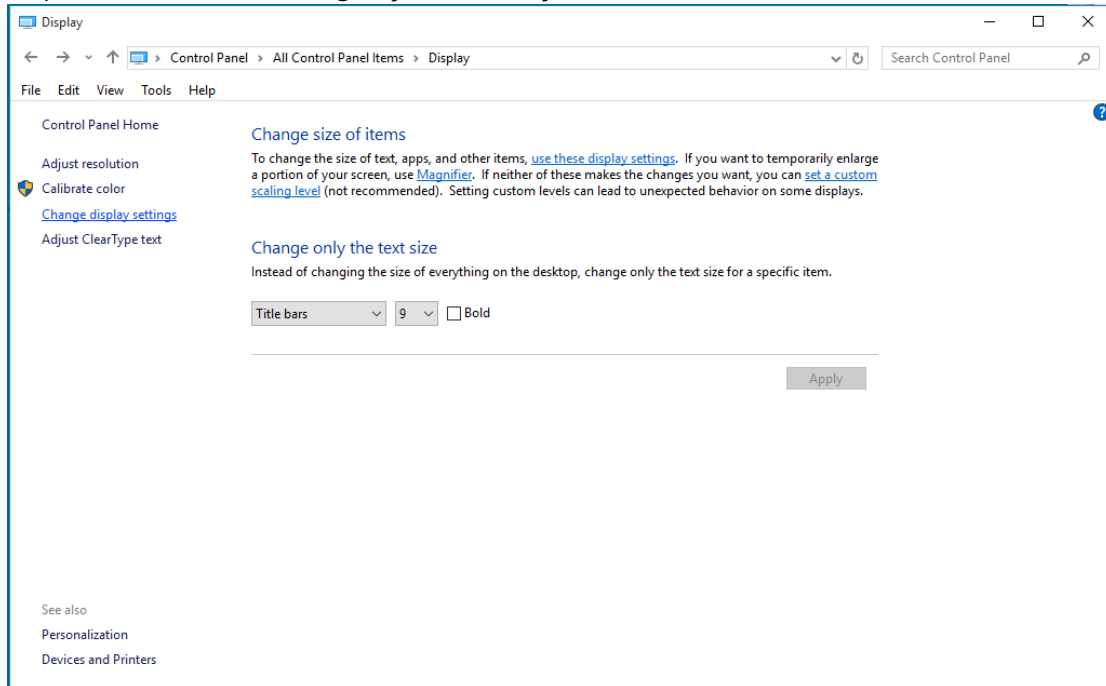 Display
Control Panel > All Control Panel Items > Display
Search Control Panel
File Edit View Tools Help
Control Panel Home
Adjust resolution
Calibrate color
Change display settings
Adjust ClearType text
Change size of items
To change the size of text, apps, and other items, use these display settings. If you want to temporarily enlarge
a portion of your screen, use Magnifier. If neither of these makes the changes you want, you can set a custom
scaling level (not recommended). Setting custom levels can lead to unexpected behavior on some displays.
Change only the text size
Instead of changing the size of everything on the desktop, change only the text size for a specific item.
Title bars 9 Bold
Apply
See also
Personalization
Devices and Printers